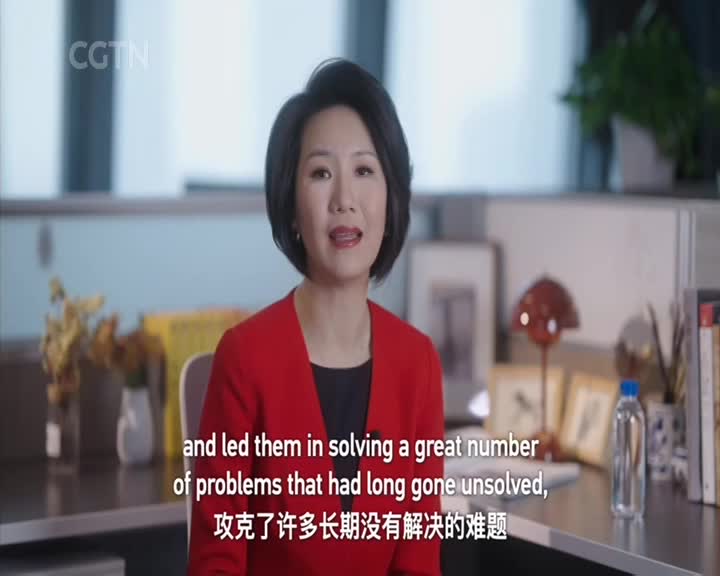 CGTN
and led them in solving a great number
of problems that had long gone unsolved,
攻克了许多长期没有解决的难题